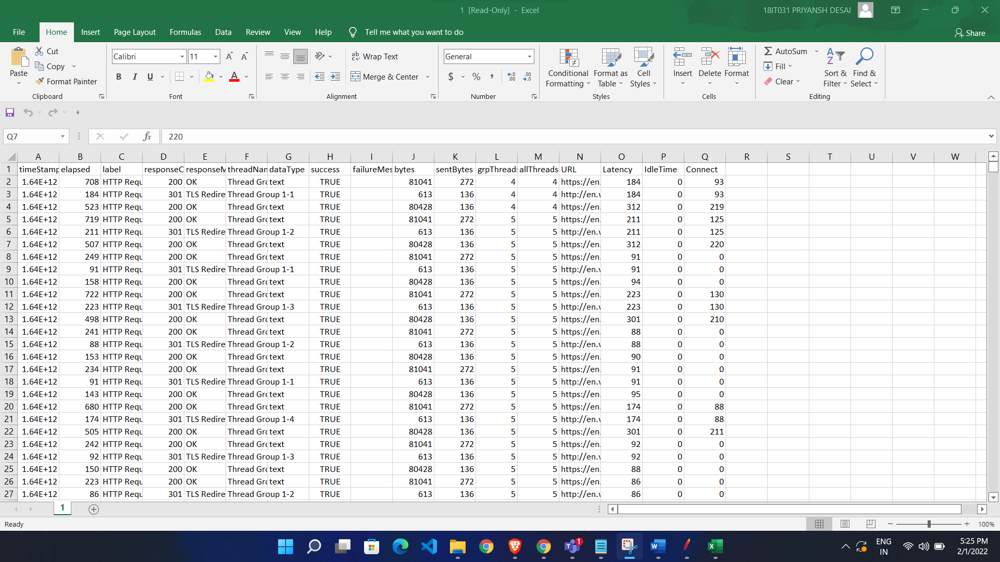 1 [Read-Only] - Excel
18IT031 PRIYANSH DESAI
File Home Insert Page Layout Formulas Data Review View Help Tell me what you want to do Share
Paste
Cut
Copy
Format Painter
Clipboard
Calibri 11
B I U
Font
Wrap Text
Merge & Center
Alignment
General
$ % ,
Number
Conditional Formatting
Format as Table
Cell Styles
Styles
Insert Delete Format
Cells
AutoSum
Fill
Clear
Sort & Filter
Find & Select
Editing
Q7 fx 220
A B C D E F G H I J K L M N O P Q R S T U V W
1 timeStamp elapsed label responseC responseM threadNam dataType success failureMes bytes sentBytes grpThreads allThreads URL Latency IdleTime Connect
2 1.64E+12 708 HTTP Requ 200 OK Thread Gro text TRUE 81041 272 4 4 https://en. 184 0 93
3 1.64E+12 184 HTTP Requ 301 TLS Redire Thread Group 1-1 TRUE 613 136 4 4 http://en.w 184 0 93
4 1.64E+12 523 HTTP Requ 200 OK Thread Gro text TRUE 80428 136 4 4 https://en. 312 0 219
5 1.64E+12 719 HTTP Requ 200 OK Thread Gro text TRUE 81041 272 5 5 https://en. 211 0 125
6 1.64E+12 211 HTTP Requ 301 TLS Redire Thread Group 1-2 TRUE 613 136 5 5 http://en.w 211 0 125
7 1.64E+12 507 HTTP Requ 200 OK Thread Gro text TRUE 80428 136 5 5 https://en. 312 0 220
8 1.64E+12 249 HTTP Requ 200 OK Thread Gro text TRUE 81041 272 5 5 https://en. 91 0 0
9 1.64E+12 91 HTTP Requ 301 TLS Redire Thread Group 1-1 TRUE 613 136 5 5 http://en.w 91 0 0
10 1.64E+12 158 HTTP Requ 200 OK Thread Gro text TRUE 80428 136 5 5 https://en. 94 0 0
11 1.64E+12 722 HTTP Requ 200 OK Thread Gro text TRUE 81041 272 5 5 https://en. 223 0 130
12 1.64E+12 223 HTTP Requ 301 TLS Redire Thread Group 1-3 TRUE 613 136 5 5 http://en.w 223 0 130
13 1.64E+12 498 HTTP Requ 200 OK Thread Gro text TRUE 80428 136 5 5 https://en. 301 0 210
14 1.64E+12 241 HTTP Requ 200 OK Thread Gro text TRUE 81041 272 5 5 https://en. 88 0 0
15 1.64E+12 88 HTTP Requ 301 TLS Redire Thread Group 1-2 TRUE 613 136 5 5 http://en.w 88 0 0
16 1.64E+12 153 HTTP Requ 200 OK Thread Gro text TRUE 80428 136 5 5 https://en. 90 0 0
17 1.64E+12 234 HTTP Requ 200 OK Thread Gro text TRUE 81041 272 5 5 https://en. 91 0 0
18 1.64E+12 91 HTTP Requ 301 TLS Redire Thread Group 1-1 TRUE 613 136 5 5 http://en.w 91 0 0
19 1.64E+12 143 HTTP Requ 200 OK Thread Gro text TRUE 80428 136 5 5 https://en. 95 0 0
20 1.64E+12 680 HTTP Requ 200 OK Thread Gro text TRUE 81041 272 5 5 https://en. 174 0 88
21 1.64E+12 174 HTTP Requ 301 TLS Redire Thread Group 1-4 TRUE 613 136 5 5 http://en.w 174 0 88
22 1.64E+12 505 HTTP Requ 200 OK Thread Gro text TRUE 80428 136 5 5 https://en. 301 0 211
23 1.64E+12 242 HTTP Requ 200 OK Thread Gro text TRUE 81041 272 5 5 https://en. 92 0 0
24 1.64E+12 92 HTTP Requ 301 TLS Redire Thread Group 1-3 TRUE 613 136 5 5 http://en.w 92 0 0
25 1.64E+12 150 HTTP Requ 200 OK Thread Gro text TRUE 80428 136 5 5 https://en. 88 0 0
26 1.64E+12 223 HTTP Requ 200 OK Thread Gro text TRUE 81041 272 5 5 https://en. 86 0 0
27 1.64E+12 86 HTTP Requ 301 TLS Redire Thread Group 1-2 TRUE 613 136 5 5 http://en.w 86 0 0
1
Ready
100%
ENG
IN
5:25 PM
2/1/2022